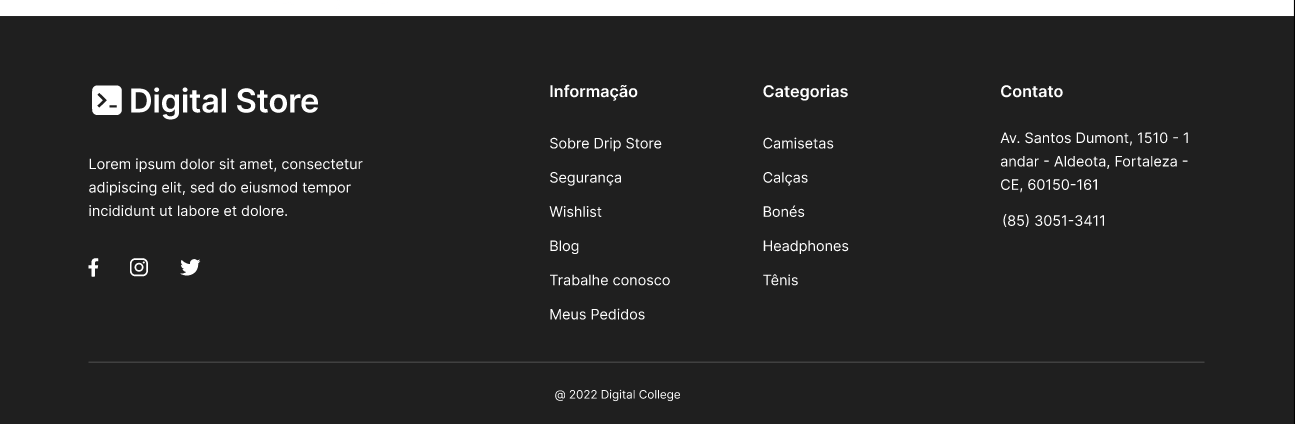 Digital Store
Lorem ipsum dolor sit amet, consectetur
adipiscing elit, sed do eiusmod tempor
incididunt ut labore et dolore.
Informação
Sobre Drip Store
Segurança
Wishlist
Blog
Trabalhe conosco
Meus Pedidos
Categorias
Camisetas
Calças
Bonés
Headphones
Tênis
Contato
Av. Santos Dumont, 1510 - 1
andar - Aldeota, Fortaleza -
CE, 60150-161
(85) 3051-3411
@ 2022 Digital College